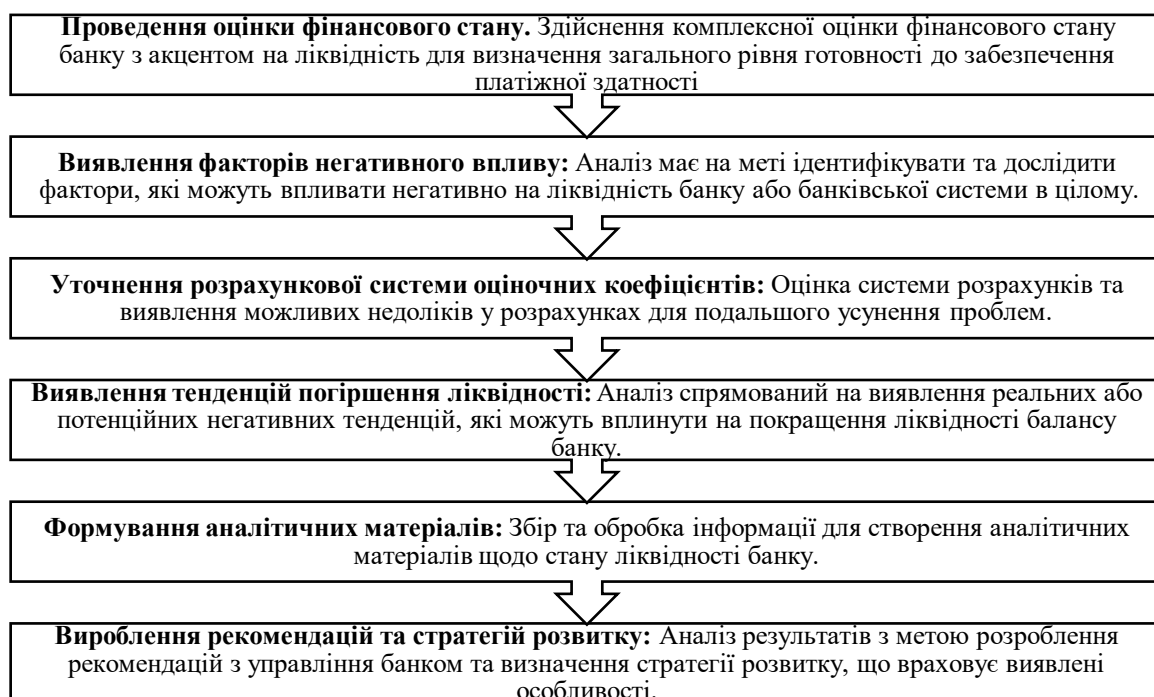 Проведення оцінки фінансового стану. Здійснення комплексної оцінки фінансового стану
банку з акцентом на ліквідність для визначення загального рівня готовності до забезпечення
платіжної здатності
Виявлення факторів негативного впливу: Аналіз має на меті ідентифікувати та дослідити
фактори, які можуть впливати негативно на ліквідність банку або банківської системи в цілому.
Уточнення розрахункової системи оціночних коефіцієнтів: Оцінка системи розрахунків та
виявлення можливих недоліків у розрахунках для подальшого усунення проблем.
Виявлення тенденцій погіршення ліквідності: Аналіз спрямований на виявлення реальних або
потенційних негативних тенденцій, які можуть вплинути на покращення ліквідності балансу
банку.
Формування аналітичних матеріалів: Збір та обробка інформації для створення аналітичних
матеріалів щодо стану ліквідності банку.
Вироблення рекомендацій та стратегій розвитку: Аналіз результатів з метою розроблення
рекомендацій з управління банком та визначення стратегії розвитку, що враховує виявлені
особливості.